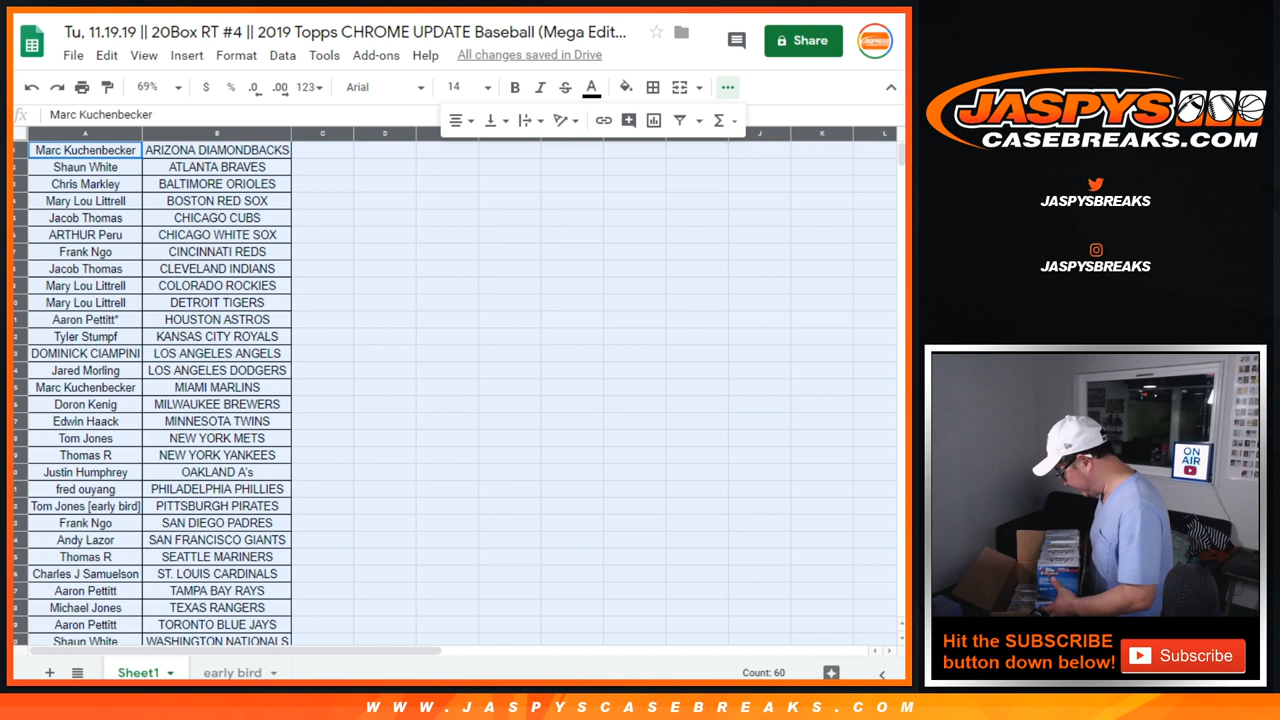 Tu, 11.19.19 || 20Box RT #4 || 2019 Topps CHROME UPDATE Baseball (Mega Edit...
File Edit View Insert Format Data Tools Add-ons Help All changes saved in Drive
Share
69% $ % .0 .00 123 Arial 14 B I S A
fx Marc Kuchenbecker
A B C D J K L
Marc Kuchenbecker ARIZONA DIAMONDBACKS
Shaun White ATLANTA BRAVES
Chris Markley BALTIMORE ORIOLES
Mary Lou Littrell BOSTON RED SOX
Jacob Thomas CHICAGO CUBS
ARTHUR Peru CHICAGO WHITE SOX
Frank Ngo CINCINNATI REDS
Jacob Thomas CLEVELAND INDIANS
Mary Lou Littrell COLORADO ROCKIES
Mary Lou Littrell DETROIT TIGERS
Aaron Pettitt* HOUSTON ASTROS
Tyler Stumpf KANSAS CITY ROYALS
DOMINICK CIAMPINI LOS ANGELES ANGELS
Jared Morling LOS ANGELES DODGERS
Marc Kuchenbecker MIAMI MARLINS
Doron Kenig MILWAUKEE BREWERS
Edwin Haack MINNESOTA TWINS
Tom Jones NEW YORK METS
Thomas R NEW YORK YANKEES
Justin Humphrey OAKLAND A's
fred ouyang PHILADELPHIA PHILLIES
Tom Jones [early bird] PITTSBURGH PIRATES
Frank Ngo SAN DIEGO PADRES
Andy Lazor SAN FRANCISCO GIANTS
Thomas R SEATTLE MARINERS
Charles J Samuelson ST. LOUIS CARDINALS
Aaron Pettitt TAMPA BAY RAYS
Michael Jones TEXAS RANGERS
Aaron Pettitt TORONTO BLUE JAYS
Shaun White WASHINGTON NATIONALS
Sheet1 early bird Count: 60
JASPYS
CASEBREAKS.COM
JASPYSBREAKS
JASPYSBREAKS
ON
AIR
Hit the SUBSCRIBE
button down below!
Subscribe
WWW.JASPYSCASEBREAKS.COM